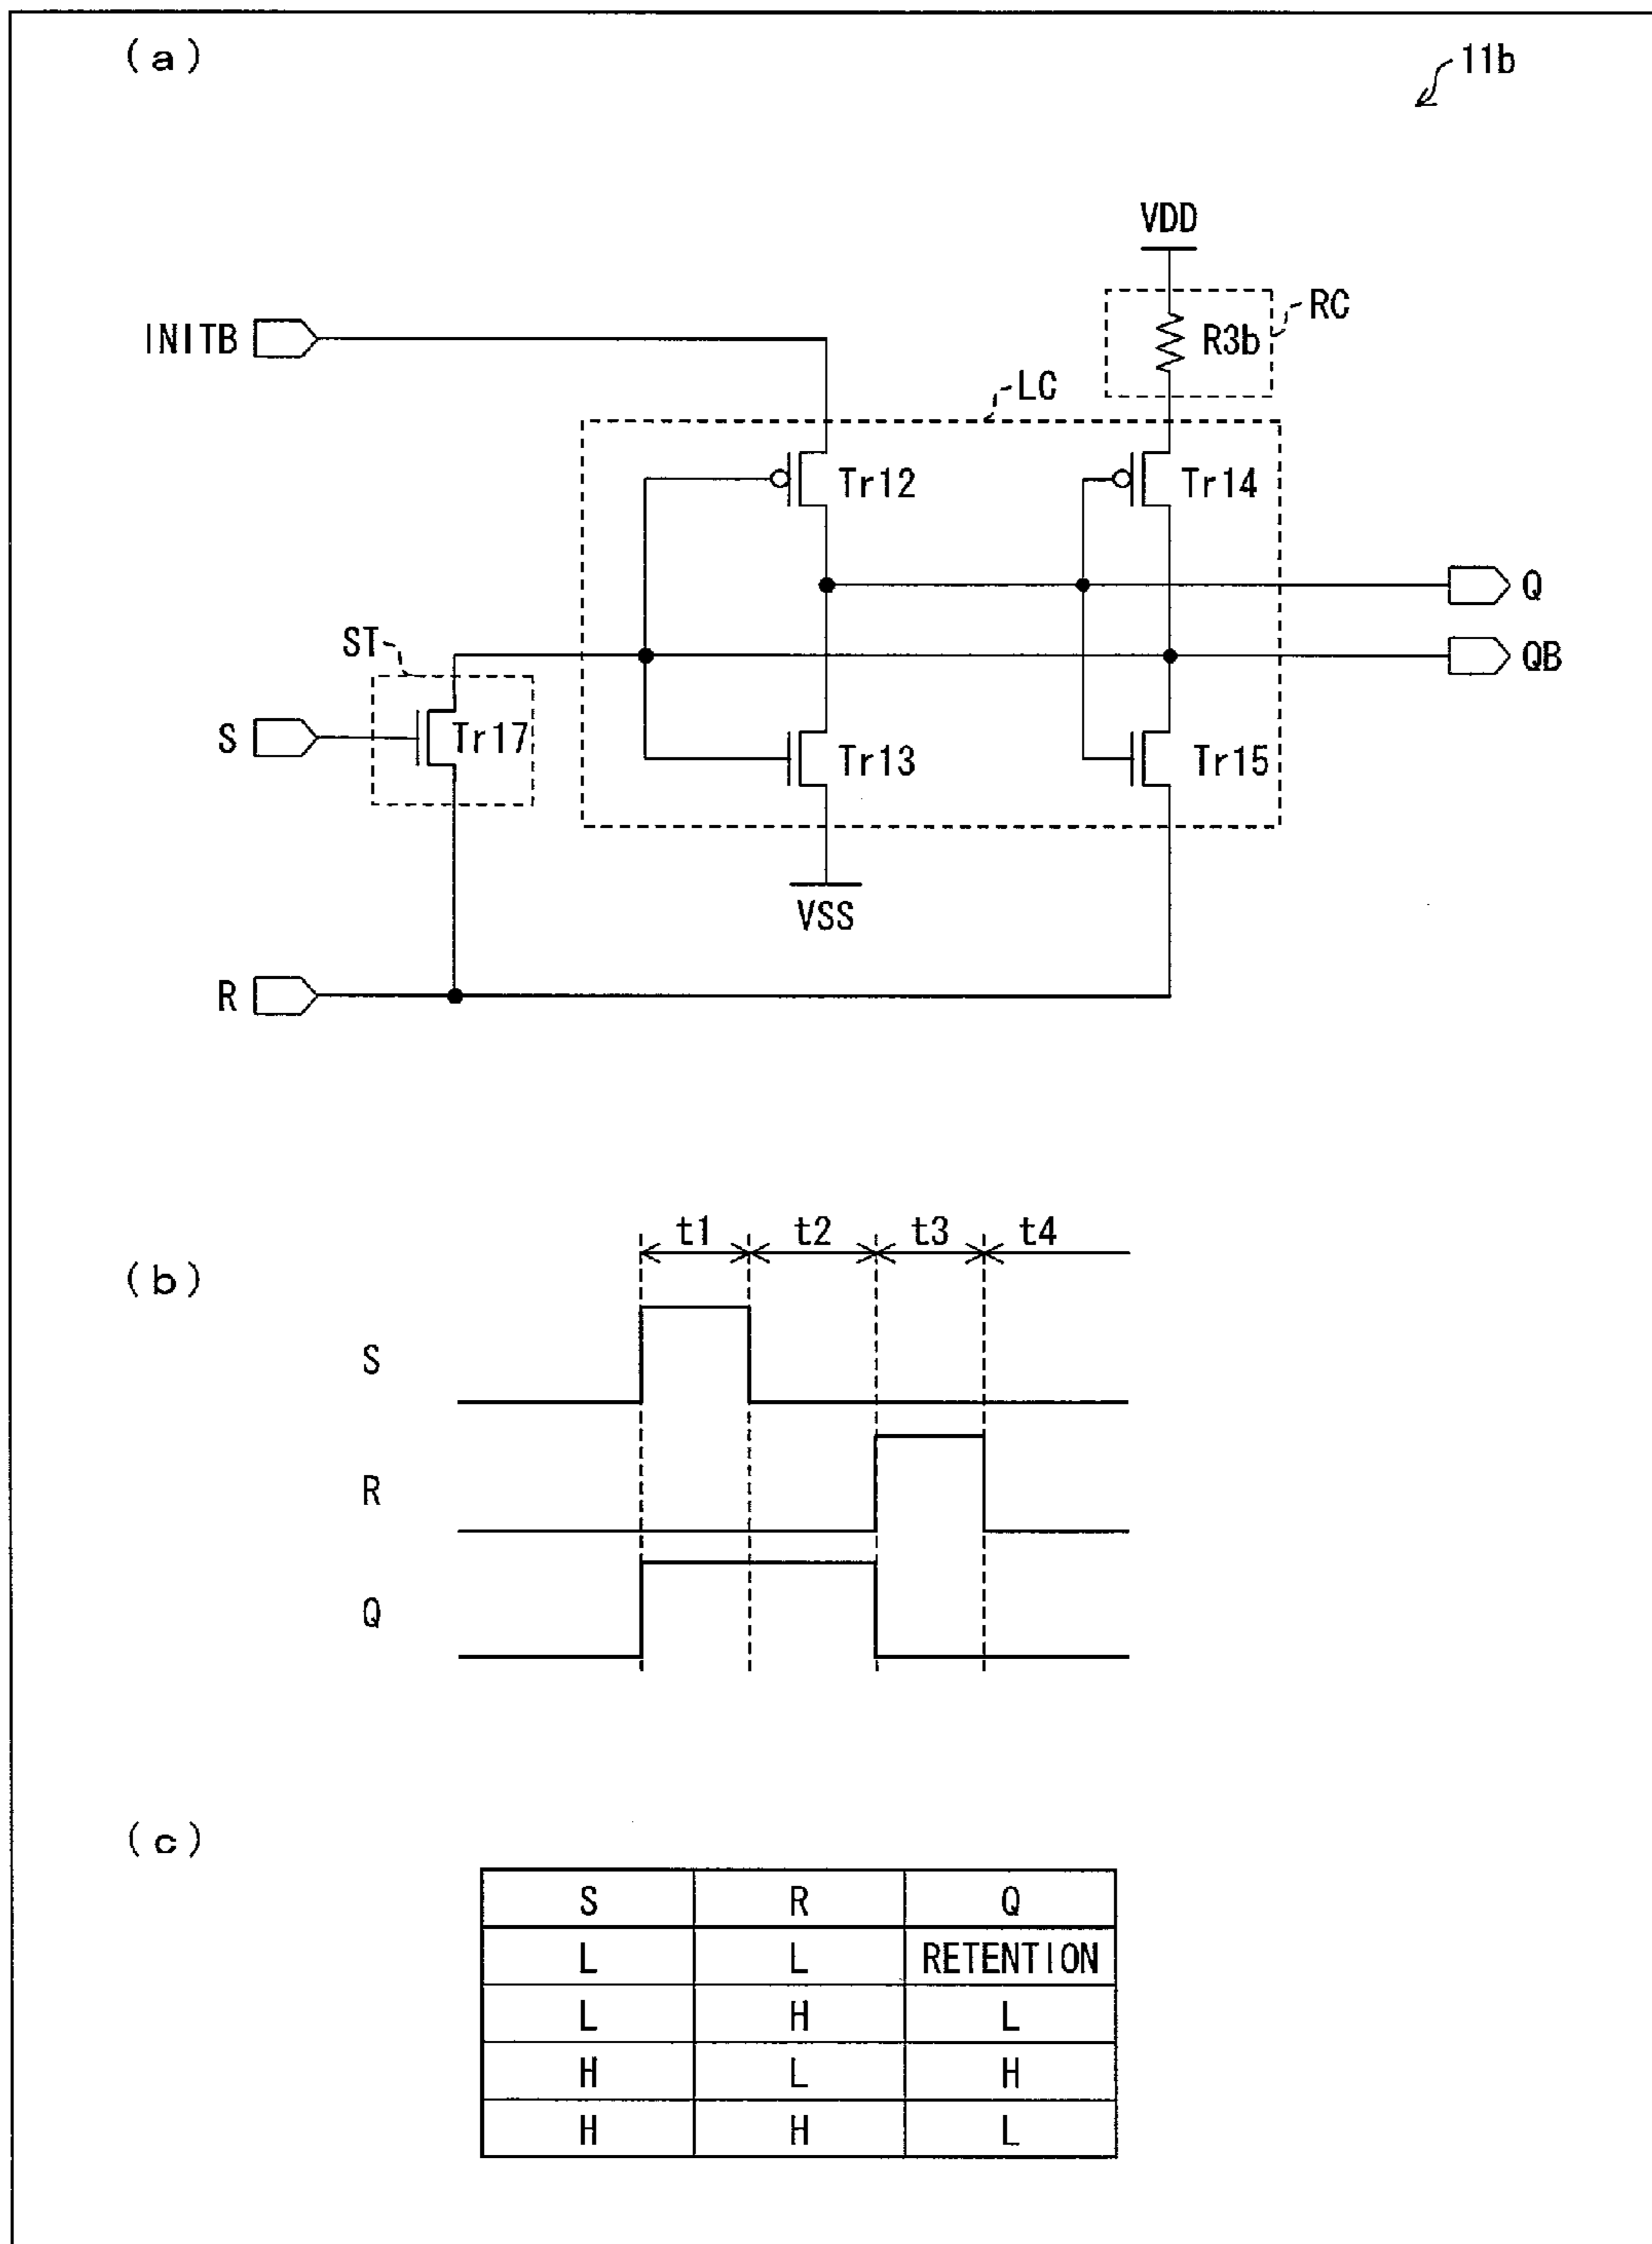 (a)
11b
VDD
RC
INITB
R3b
LC
Tr12
Tr14
Q
ST
QB
S
Tr17
Tr13
Tr15
VSS
R
t1 t2 t3 t4
(b)
S
R
Q
(c)
S R Q
L L RETENTION
L H L
H L H
H H L